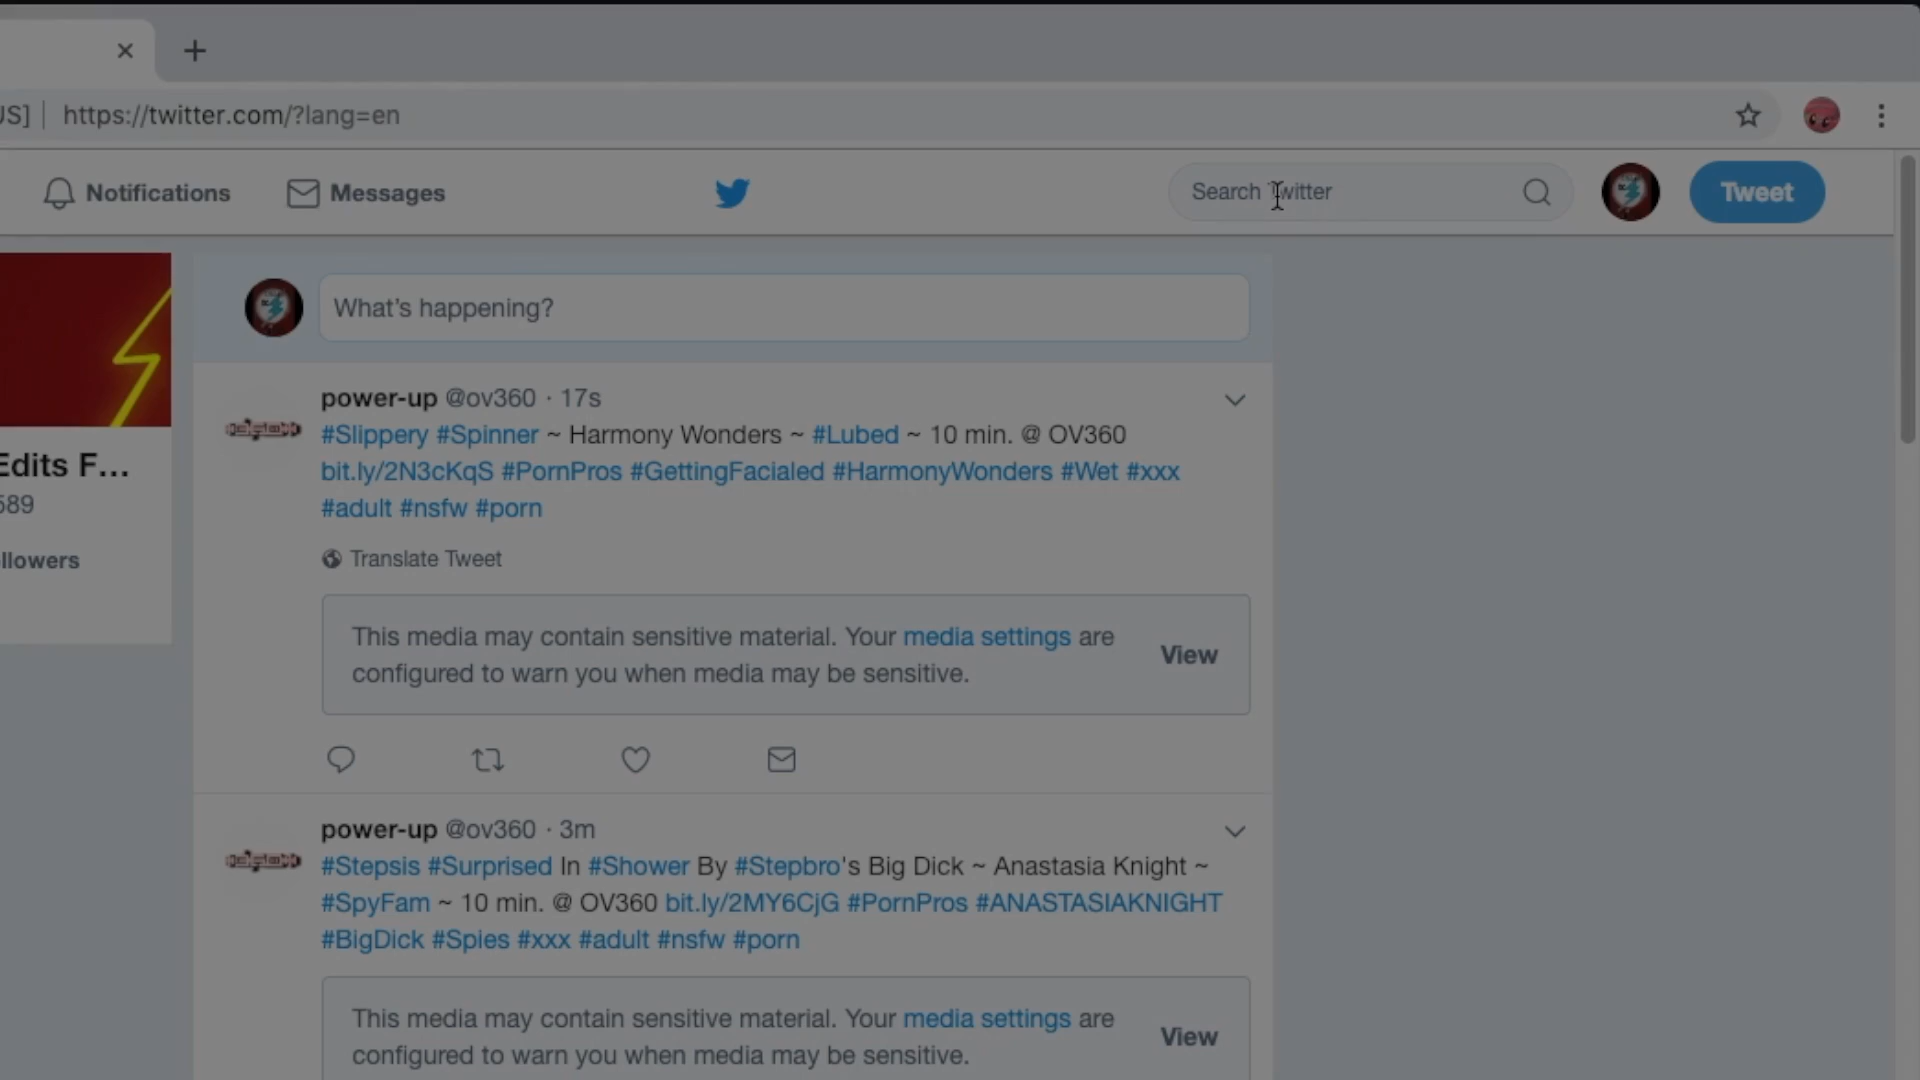 US] | https://twitter.com/?lang=en
Notifications Messages Search Twitter Tweet
What's happening?
Edits F...
589
llowers
power-up @ov360 · 17s
#Slippery #Spinner ~ Harmony Wonders ~ #Lubed ~ 10 min. @ OV360
bit.ly/2N3cKqS #PornPros #GettingFacialed #HarmonyWonders #Wet #xxx
#adult #nsfw #porn
Translate Tweet
This media may contain sensitive material. Your media settings are
configured to warn you when media may be sensitive.
View
power-up @ov360 · 3m
#Stepsis #Surprised In #Shower By #Stepbro's Big Dick ~ Anastasia Knight ~
#SpyFam ~ 10 min. @ OV360 bit.ly/2MY6CjG #PornPros #ANASTASIAKNIGHT
#BigDick #Spies #xxx #adult #nsfw #porn
This media may contain sensitive material. Your media settings are
configured to warn you when media may be sensitive.
View